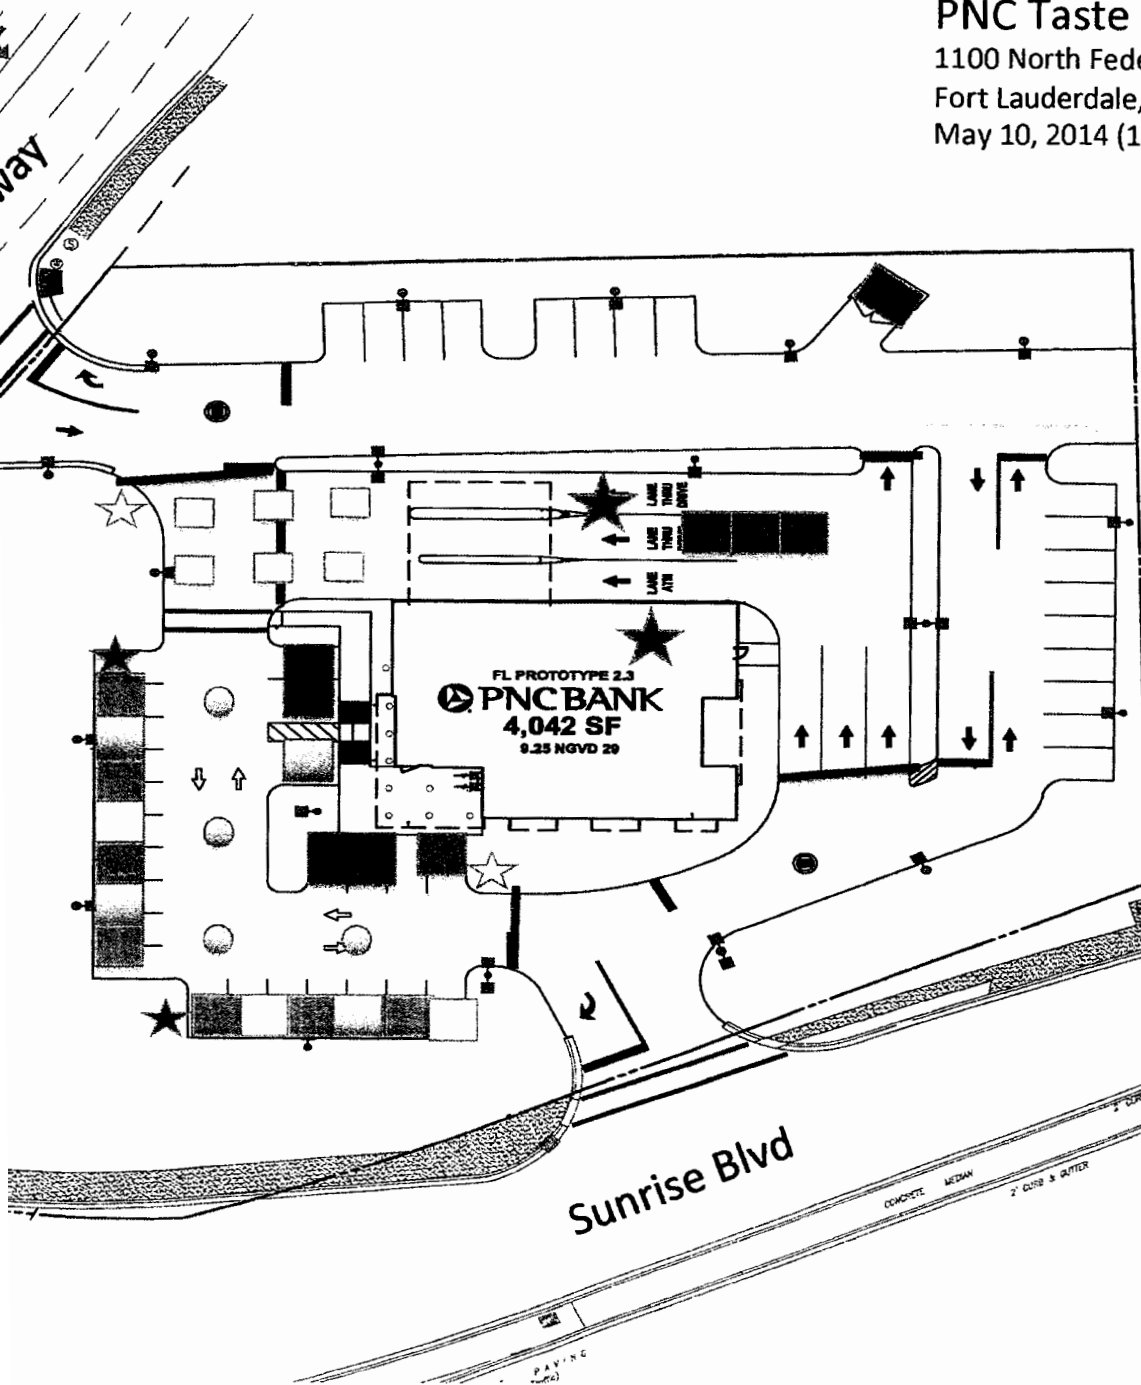 PNC Taste
1100 North Fede
Fort Lauderdale,
May 10, 2014 (1
way
LANE
THRU
DRIVE
LANE
THRU
LANE
ATM
FL PROTOTYPE 2.3
PNC BANK
4,042 SF
9.25 NGVD 29
Sunrise Blvd
CONCRETE MEDIAN
2' CURB & GUTTER
PAVING